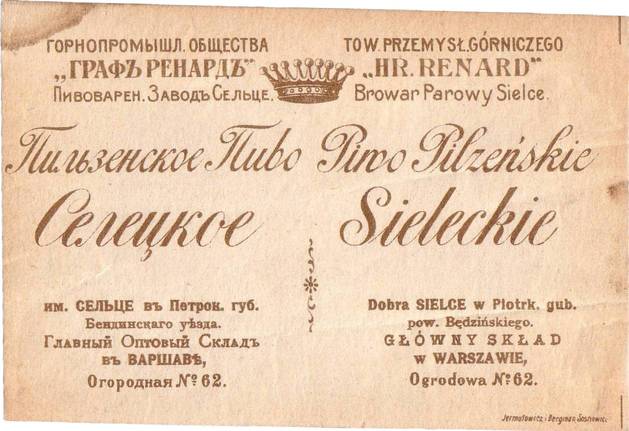 ГОРНОПРОМЫШЛ. ОБЩЕСТВА
„ГРАФЪ РЕНАРДЪ"
Пивоварен. Заводъ Сельце.
TOW. PRZEMYSŁ. GÓRNICZEGO
„HR. RENARD"
Browar Parowy Sielce.
Пильзенское Пиво
Селецкое
Piwo Pilzeńskie
Sieleckie
им. СЕЛЬЦЕ въ Петрок. губ.
Бендинскаго уѣзда.
Главный Оптовый Складъ
въ ВАРШАВѢ,
Огородная № 62.
Dobra SIELCE w Piotrk. gub.
pow. Będzińskiego.
GŁÓWNY SKŁAD
w WARSZAWIE,
Ogrodowa № 62.
Jermułowicz i Bergman, Sosnowic